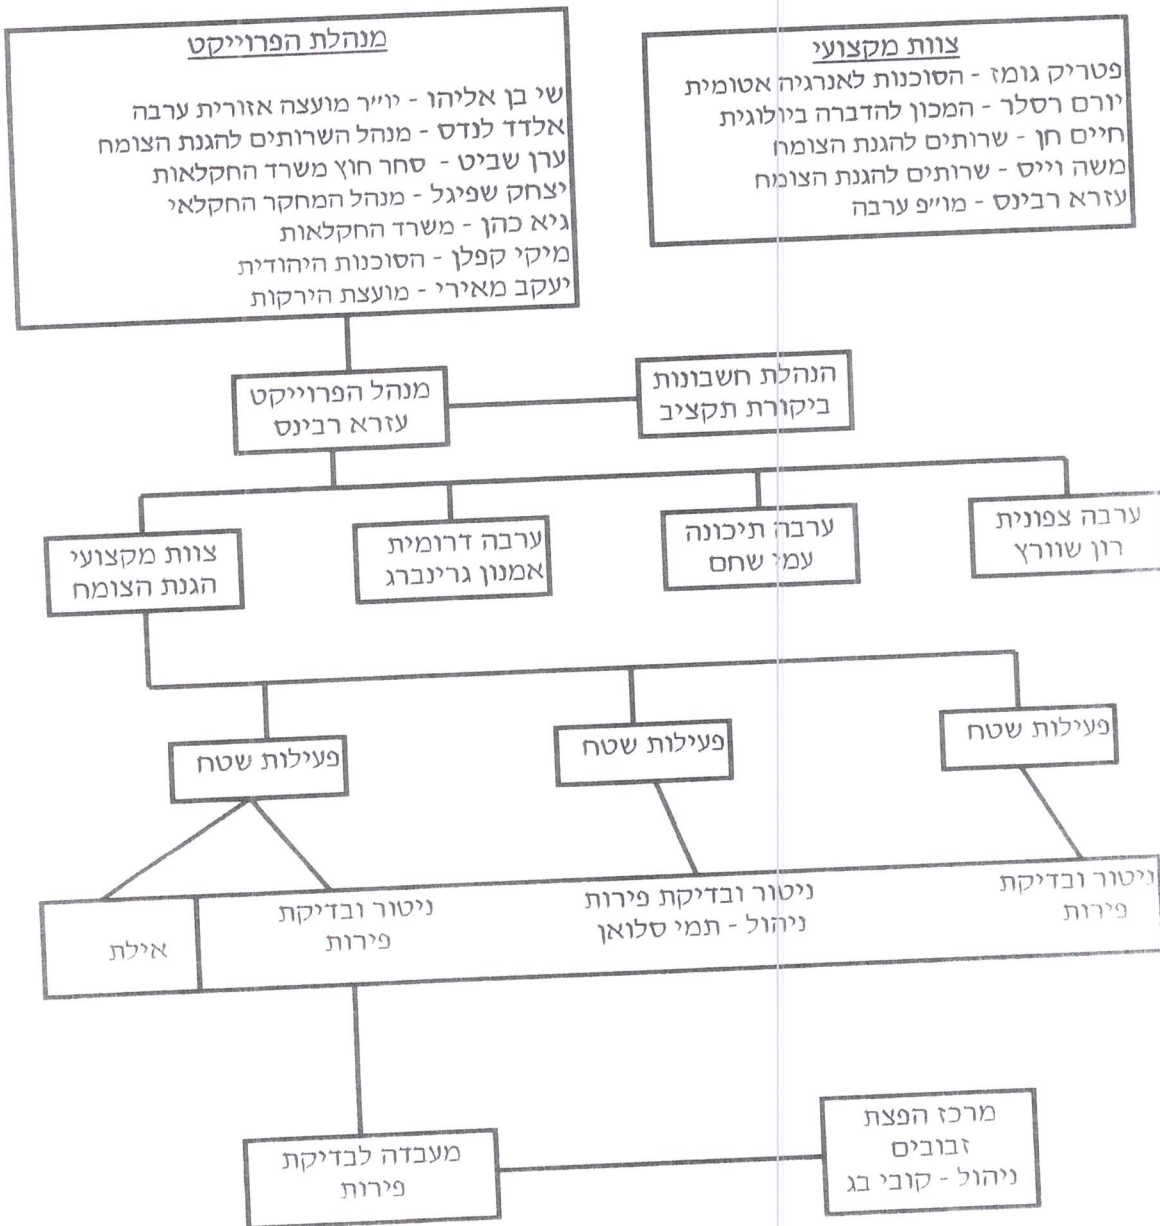 מנהלת הפרוייקט
שי בן אליהו - יו״ר מועצה אזורית ערבה
אלדד לנדס - מנהל השרותים להגנת הצומח
ערן שביט - סחר חוץ משרד החקלאות
יצחק שפיגל - מנהל המחקר החקלאי
גיא כהן - משרד החקלאות
מיקי קפלן - הסוכנות היהודית
יעקב מאירי - מועצת הירקות
צוות מקצועי
פטריק גומז - הסוכנות לאנרגיה אטומית
יורם רסלר - המכון להדברה ביולוגית
חיים חן - שרותים להגנת הצומח
משה וייס - שרותים להגנת הצומח
עזרא רבינס - מו״פ ערבה
מנהל הפרוייקט
עזרא רבינס
הנהלת חשבונות
ביקורת תקציב
ערבה צפונית
רון שוורץ
ערבה תיכונה
עמי שחם
ערבה דרומית
אמנון גרינברג
צוות מקצועי
הגנת הצומח
פעילות שטח
פעילות שטח
פעילות שטח
ניטור ובדיקת
פירות
ניטור ובדיקת פירות
ניהול - תמי סלואן
ניטור ובדיקת
פירות
אילת
מרכז הפצת
זבובים
ניהול - קובי בג
מעבדה לבדיקת
פירות